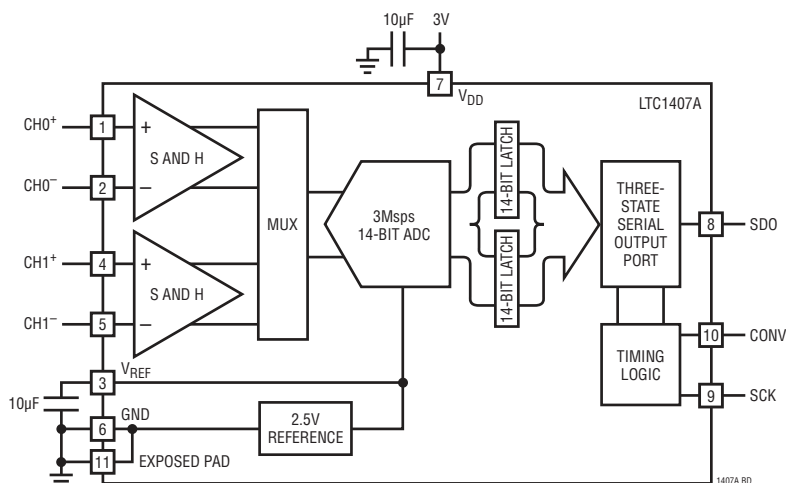 10µF 3V
7
VDD
LTC1407A
CH0+ 1 +
S AND H
CH0– 2 –
CH1+ 4 +
S AND H
CH1– 5 –
MUX
3Msps
14-BIT ADC
14-BIT LATCH
14-BIT LATCH
THREE-
STATE
SERIAL
OUTPUT
PORT
8 SDO
10 CONV
TIMING
LOGIC
9 SCK
VREF
3
10µF
GND
6
2.5V
REFERENCE
11 EXPOSED PAD
1407A BD